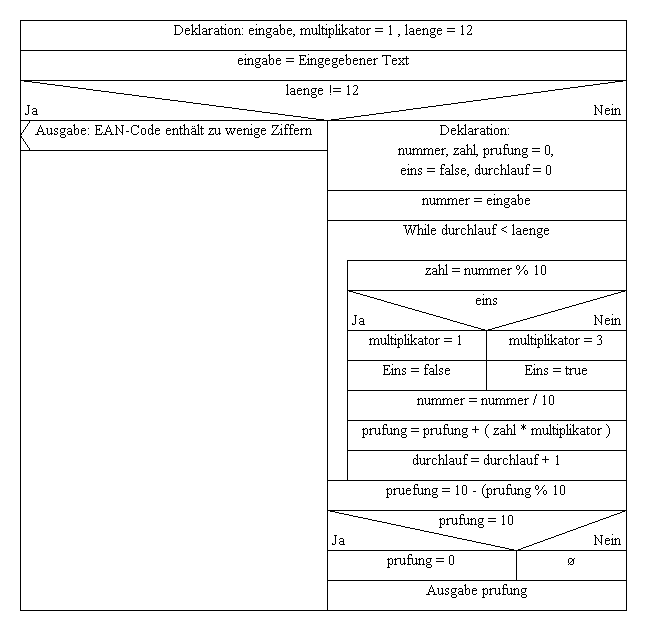 Deklaration: eingabe, multiplikator = 1 , laenge = 12
eingabe = Eingegebener Text
laenge != 12
Ja
Nein
Ausgabe: EAN-Code enthält zu wenige Ziffern
Deklaration:
nummer, zahl, prufung = 0,
eins = false, durchlauf = 0
nummer = eingabe
While durchlauf < laenge
zahl = nummer % 10
eins
Ja
Nein
multiplikator = 1
multiplikator = 3
Eins = false
Eins = true
nummer = nummer / 10
prufung = prufung + ( zahl * multiplikator )
durchlauf = durchlauf + 1
pruefung = 10 - (prufung % 10
prufung = 10
Ja
Nein
prufung = 0
ø
Ausgabe prufung